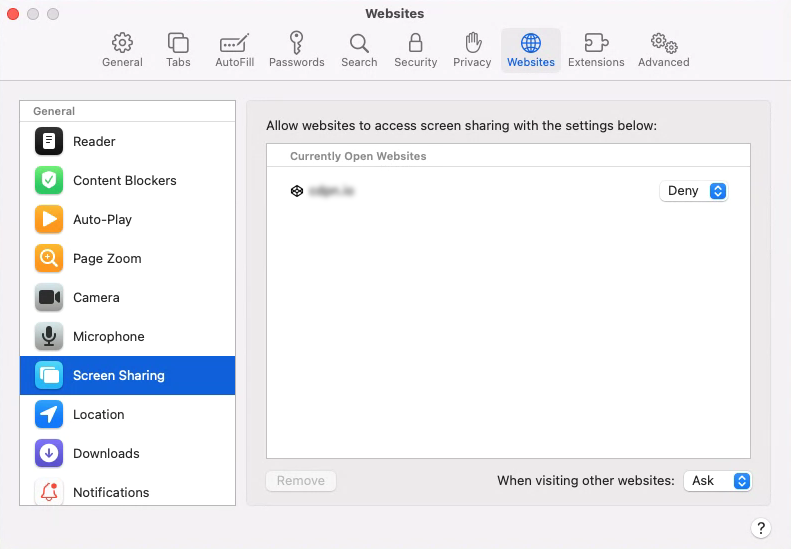 Websites
General
Tabs
AutoFill
Passwords
Search
Security
Privacy
Websites
Extensions
Advanced
General
Reader
Content Blockers
Auto-Play
Page Zoom
Camera
Microphone
Screen Sharing
Location
Downloads
Notifications
Allow websites to access screen sharing with the settings below:
Currently Open Websites
Deny
Remove
When visiting other websites: Ask
?